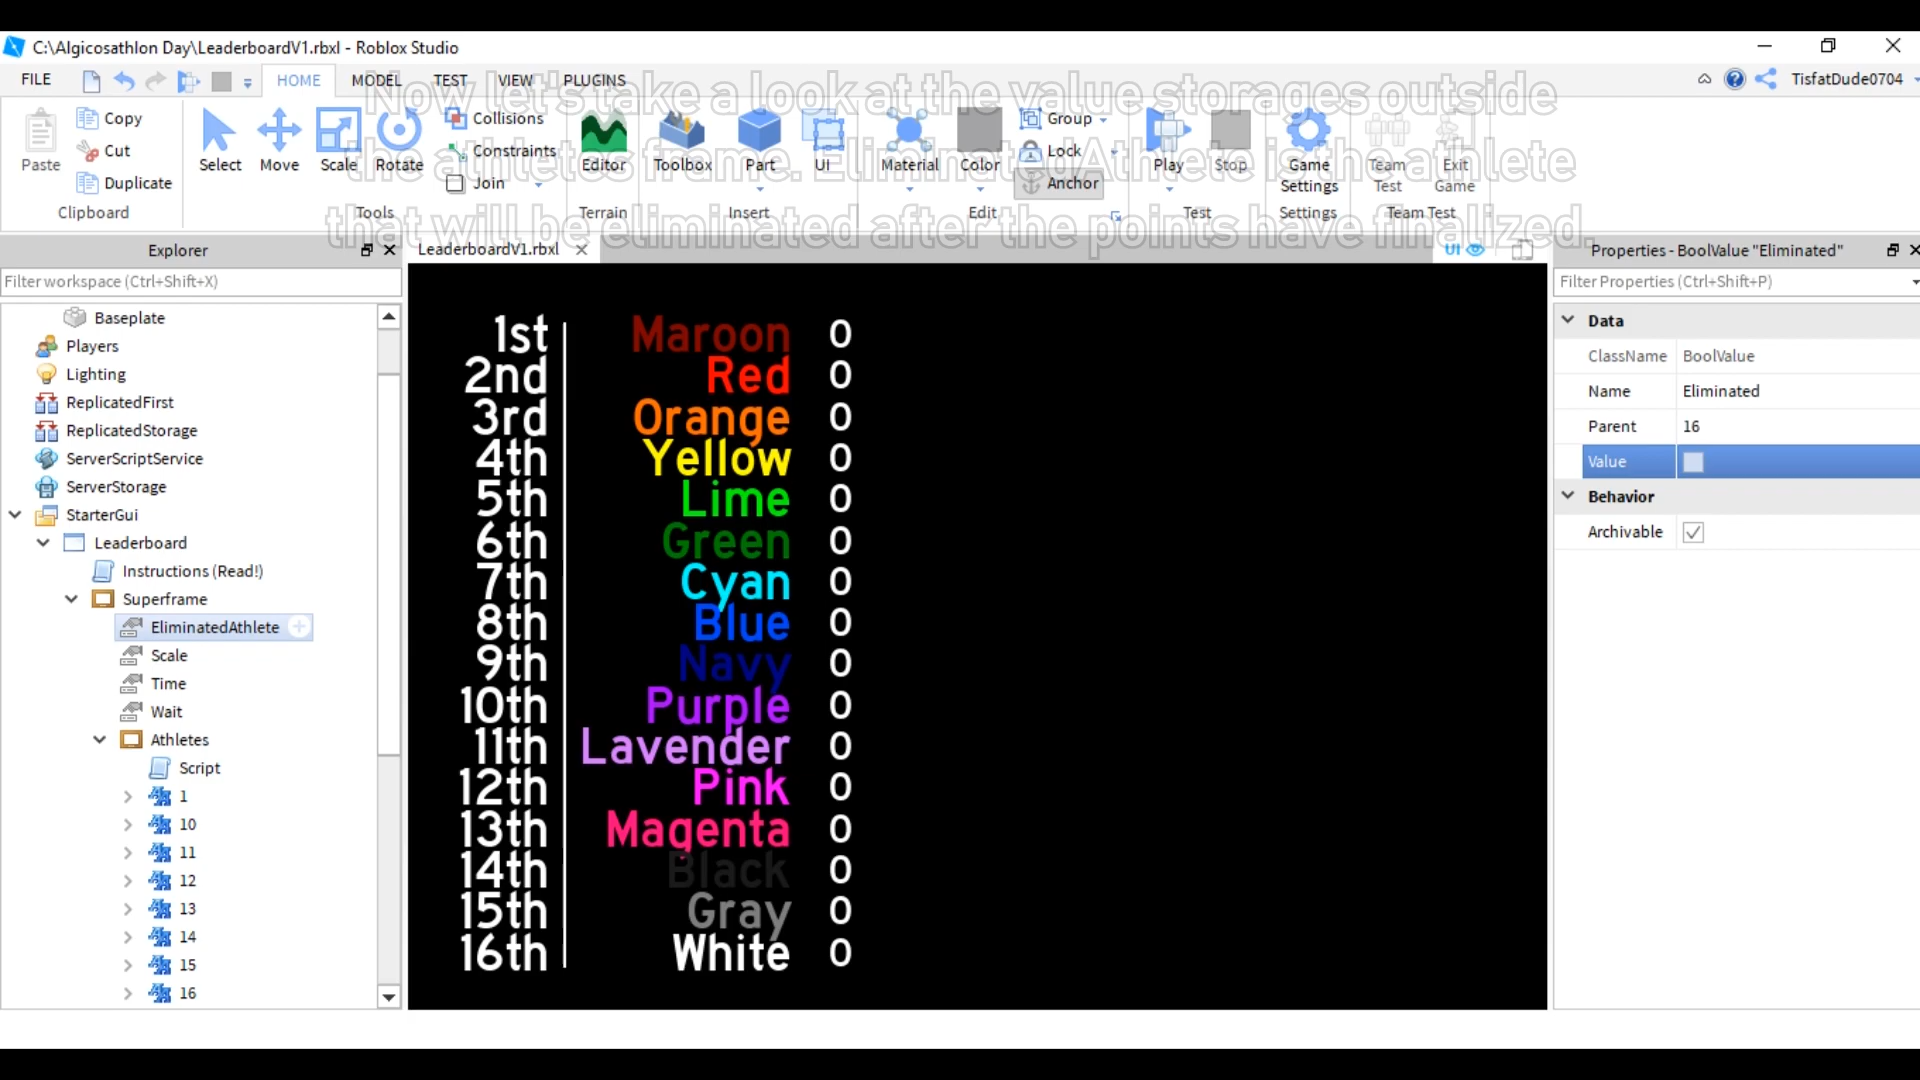 C:\Algicosathlon Day\LeaderboardV1.rbxl - Roblox Studio
FILE HOME MODEL TEST VIEW PLUGINS TisfatDude0704
Now let's take a look at the value storages outside
the athletes frame. EliminatedAthlete is the athlete
that will be eliminated after the points have finalized.
Paste Copy Cut Duplicate
Clipboard
Select Move Scale Rotate Collisions Constraints Join
Tools
Editor
Terrain
Toolbox Part UI
Insert
Material Color Group Lock Anchor
Edit
Play Stop
Test
Game Settings
Settings
Team Test Exit Game
Team Test
Explorer
Filter workspace (Ctrl+Shift+X)
Baseplate
Players
Lighting
ReplicatedFirst
ReplicatedStorage
ServerScriptService
ServerStorage
StarterGui
Leaderboard
Instructions (Read!)
Superframe
EliminatedAthlete
Scale
Time
Wait
Athletes
Script
1
10
11
12
13
14
15
16
LeaderboardV1.rbxl
UI
1st Maroon 0
2nd Red 0
3rd Orange 0
4th Yellow 0
5th Lime 0
6th Green 0
7th Cyan 0
8th Blue 0
9th Navy 0
10th Purple 0
11th Lavender 0
12th Pink 0
13th Magenta 0
14th Black 0
15th Gray 0
16th White 0
Properties - BoolValue "Eliminated"
Filter Properties (Ctrl+Shift+P)
Data
ClassName BoolValue
Name Eliminated
Parent 16
Value
Behavior
Archivable